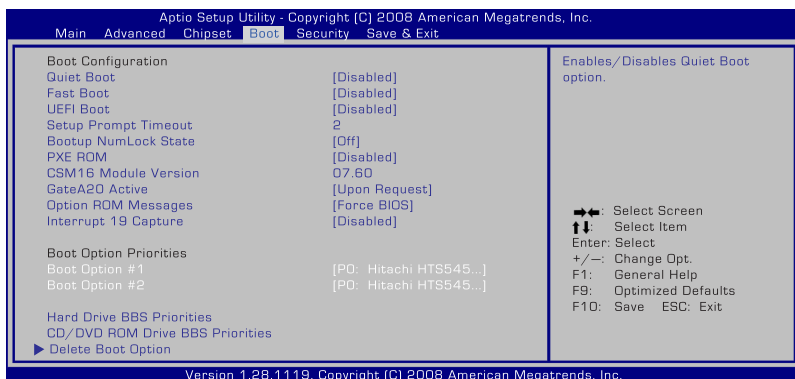 Aptio Setup Utility - Copyright (C) 2008 American Megatrends, Inc.
Main Advanced Chipset Boot Security Save & Exit
Boot Configuration
Quiet Boot [Disabled]
Fast Boot [Disabled]
UEFI Boot [Disabled]
Setup Prompt Timeout 2
Bootup NumLock State [Off]
PXE ROM [Disabled]
CSM16 Module Version 07.60
GateA20 Active [Upon Request]
Option ROM Messages [Force BIOS]
Interrupt 19 Capture [Disabled]
Boot Option Priorities
Boot Option #1 [P0: Hitachi HTS545...]
Boot Option #2 [P0: Hitachi HTS545...]
Hard Drive BBS Priorities
CD/DVD ROM Drive BBS Priorities
Delete Boot Option
Enables/Disables Quiet Boot
option.
: Select Screen
: Select Item
Enter: Select
+/—: Change Opt.
F1: General Help
F9: Optimized Defaults
F10: Save ESC: Exit
Version 1.28.1119. Copyright (C) 2008 American Megatrends, Inc.